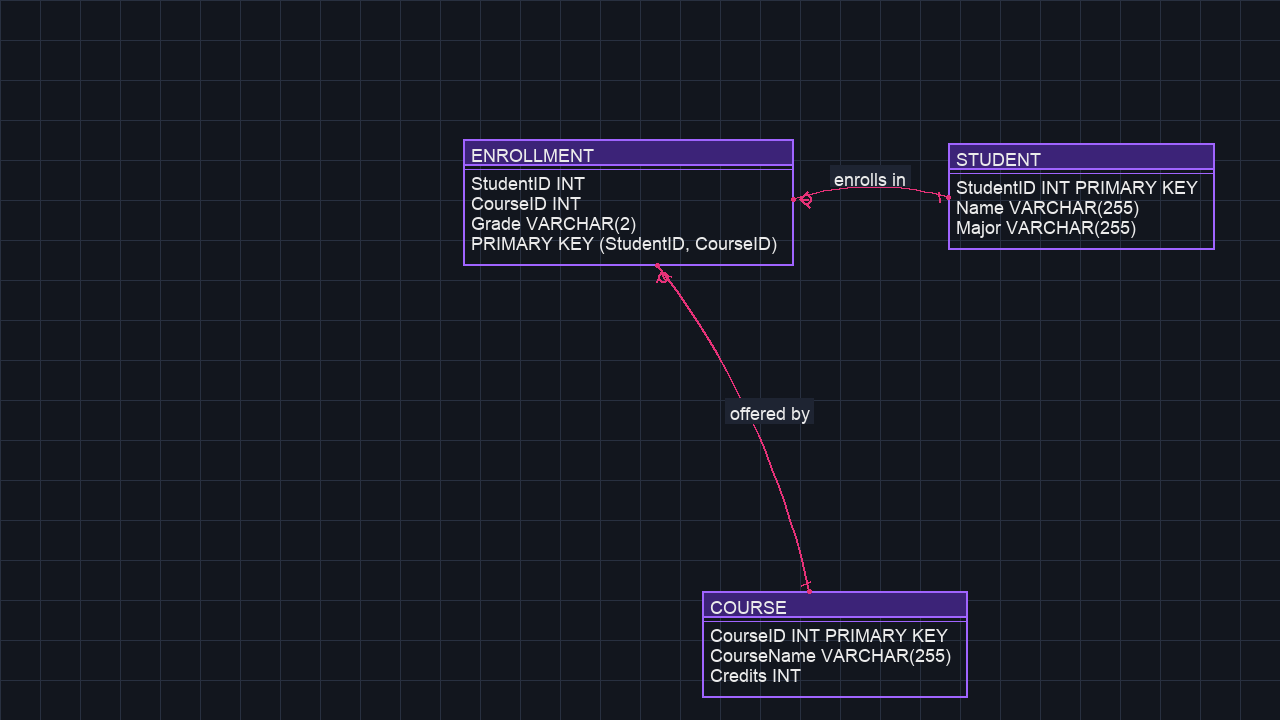 ENROLLMENT
StudentID INT
CourseID INT
Grade VARCHAR(2)
PRIMARY KEY (StudentID, CourseID)
enrolls in
STUDENT
StudentID INT PRIMARY KEY
Name VARCHAR(255)
Major VARCHAR(255)
offered by
COURSE
CourseID INT PRIMARY KEY
CourseName VARCHAR(255)
Credits INT